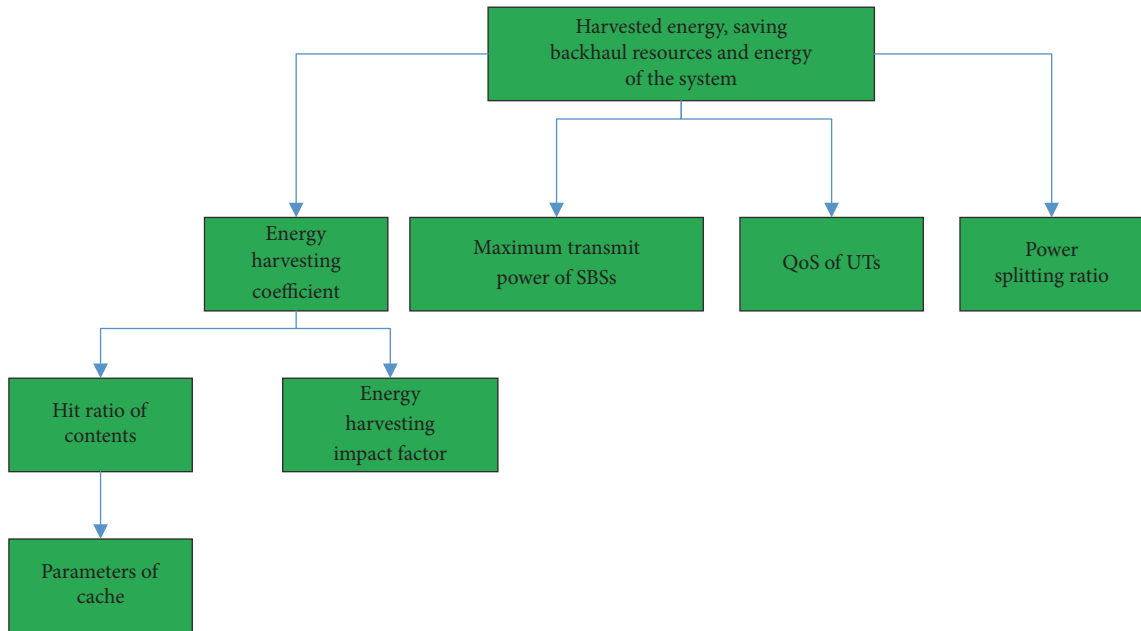 Harvested energy, saving
backhaul resources and energy
of the system
Energy
harvesting
coefficient
Maximum transmit
power of SBSs
QoS of UTs
Power
splitting ratio
Hit ratio of
contents
Energy
harvesting
impact factor
Parameters of
cache